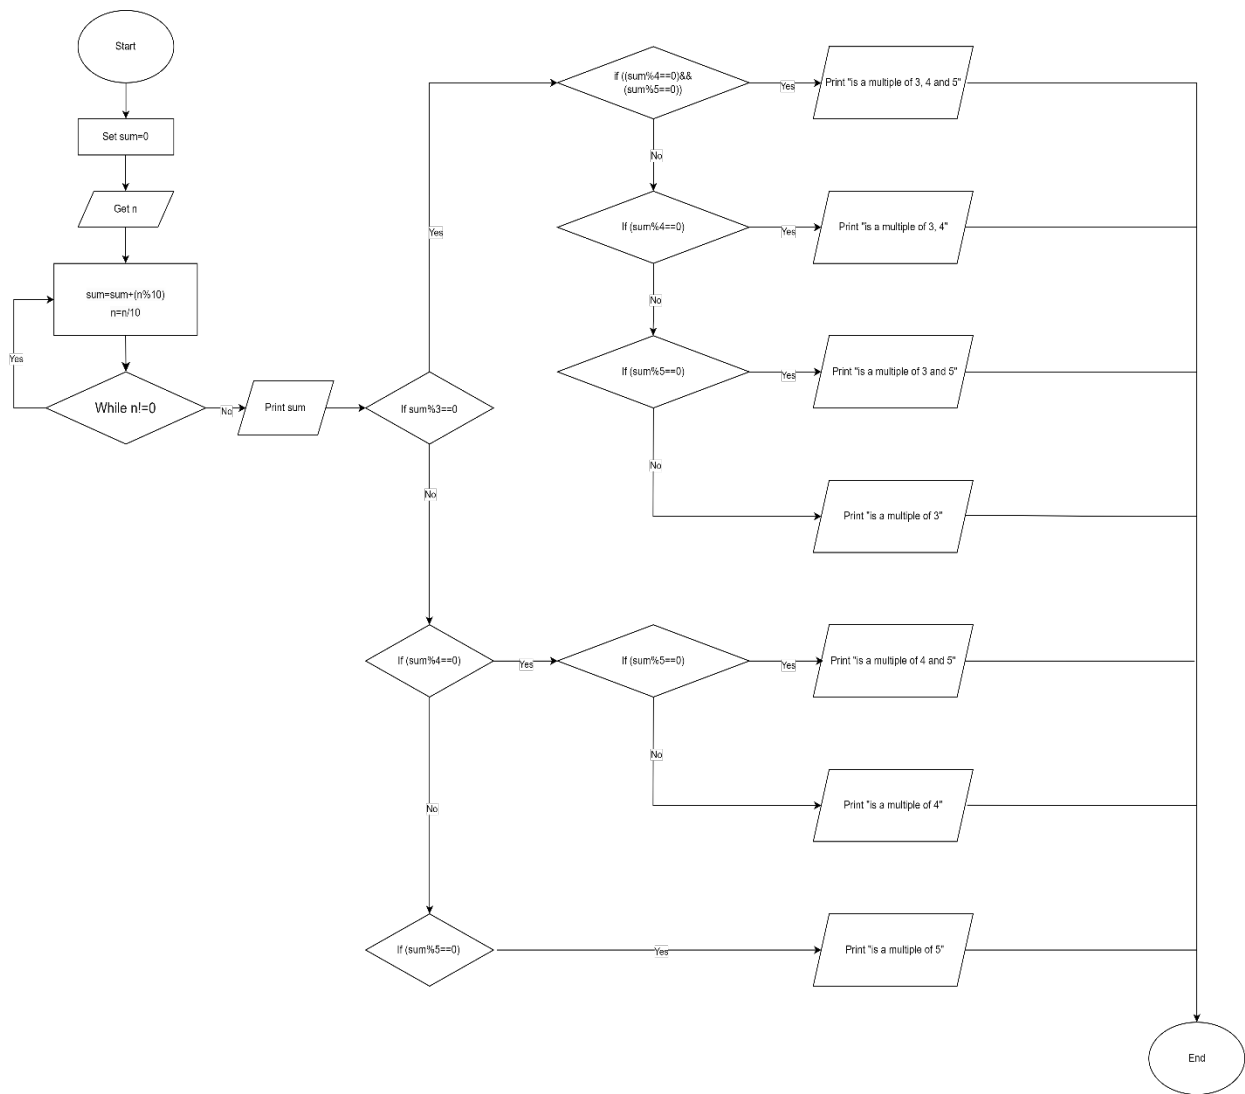 Start
Set sum=0
Get n
sum=sum+(n%10)
n=n/10
Yes
While n!=0
No
Print sum
If sum%3==0
Yes
if ((sum%4==0)&&
(sum%5==0))
Yes
Print "is a multiple of 3, 4 and 5"
No
If (sum%4==0)
Yes
Print "is a multiple of 3, 4"
No
If (sum%5==0)
Yes
Print "is a multiple of 3 and 5"
No
Print "is a multiple of 3"
No
If (sum%4==0)
Yes
If (sum%5==0)
Yes
Print "is a multiple of 4 and 5"
No
Print "is a multiple of 4"
No
If (sum%5==0)
Yes
Print "is a multiple of 5"
End